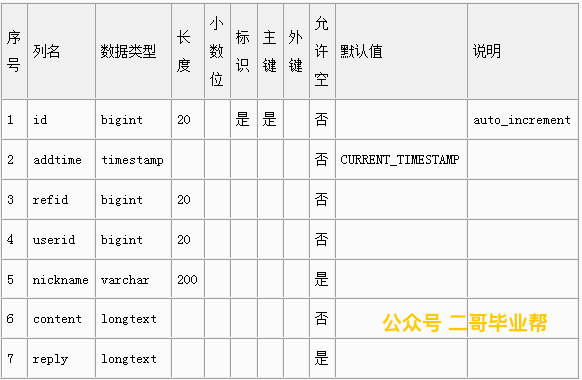 序号 列名 数据类型 长度 小数位 标识 主键 外键 允许空 默认值 说明
1 id bigint 20 是 是 否 auto_increment
2 addtime timestamp 否 CURRENT_TIMESTAMP
3 refid bigint 20 否
4 userid bigint 20 否
5 nickname varchar 200 是
6 content longtext 否
公众号 二哥毕业帮
7 reply longtext 是